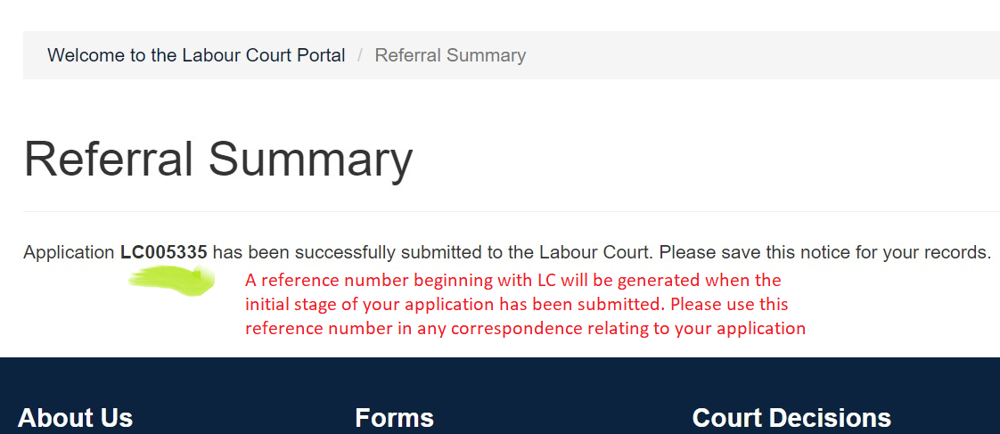 Welcome to the Labour Court Portal / Referral Summary
Referral Summary
Application LC005335 has been successfully submitted to the Labour Court. Please save this notice for your records.
A reference number beginning with LC will be generated when the
initial stage of your application has been submitted. Please use this
reference number in any correspondence relating to your application
About Us Forms Court Decisions